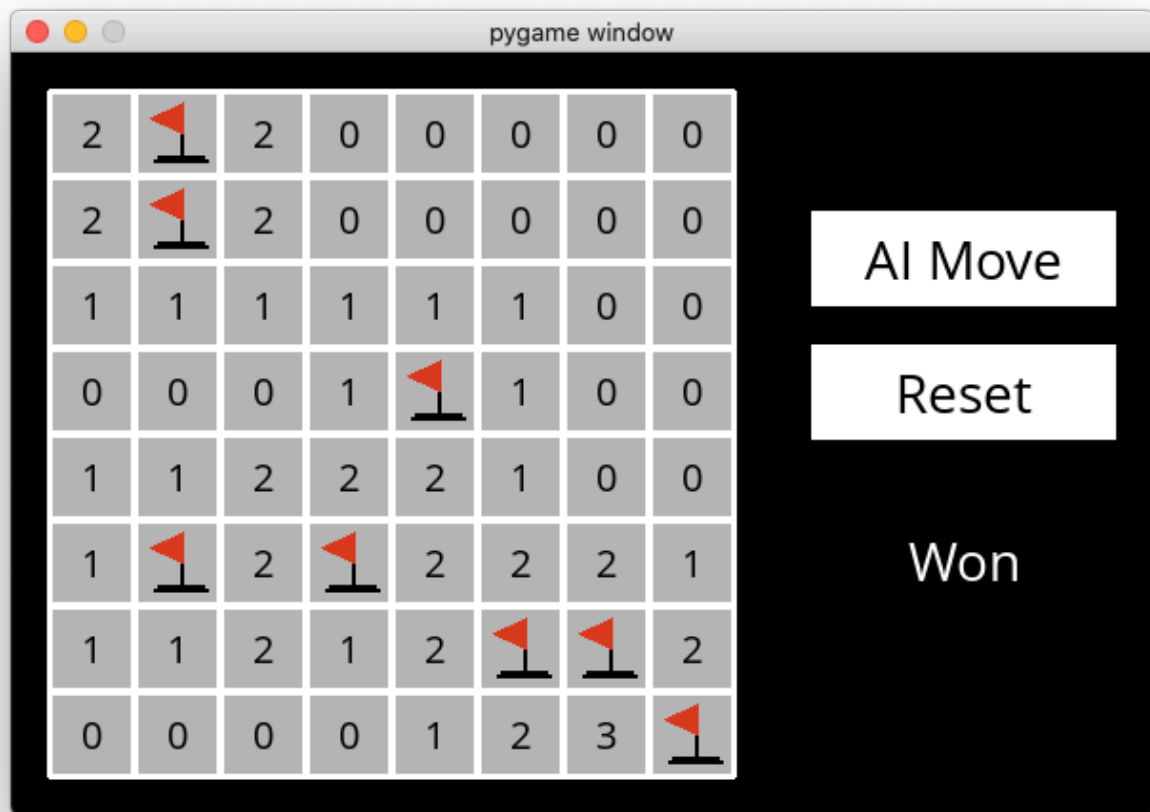 pygame window
2 2 0 0 0 0 0
2 2 0 0 0 0 0
AI Move
1 1 1 1 1 1 0 0
0 0 0 1 1 0 0
Reset
1 1 2 2 2 1 0 0
1 2 2 2 2 1
Won
1 1 2 1 2 2
0 0 0 0 1 2 3